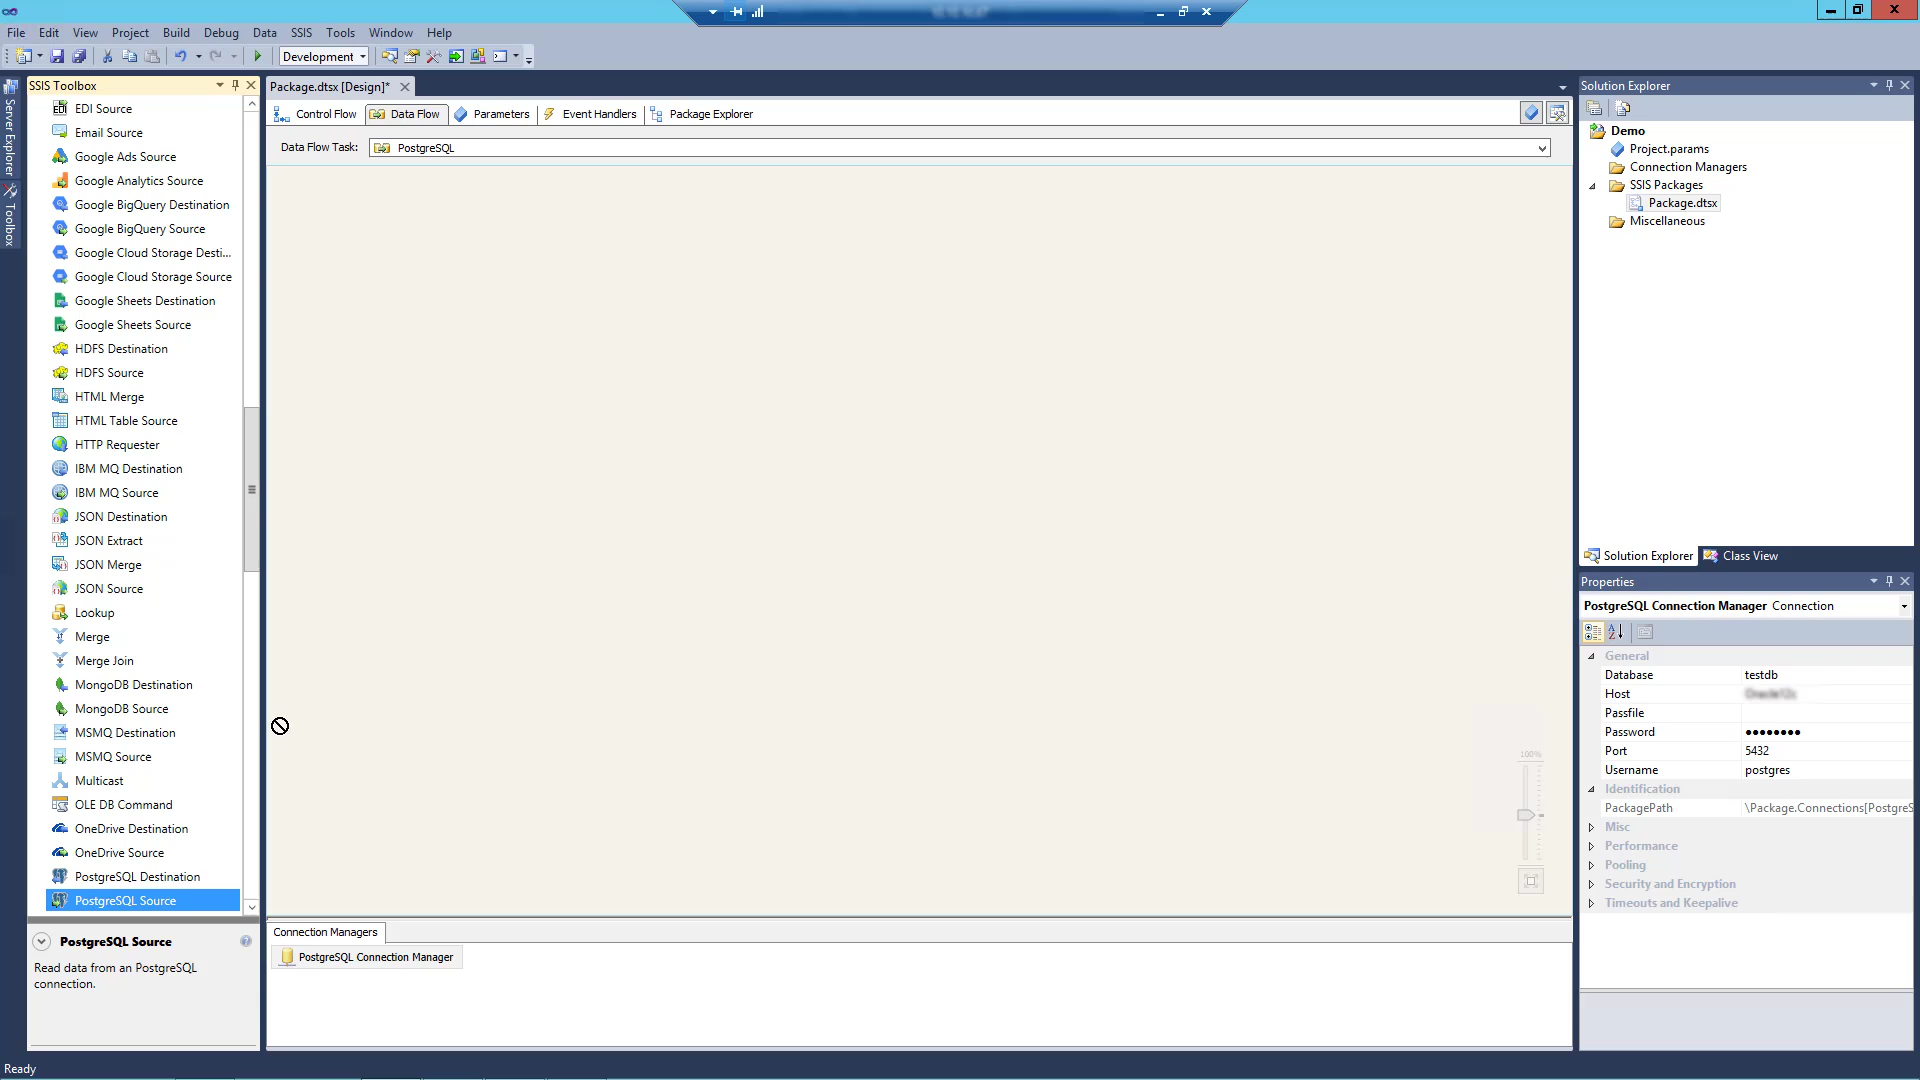 File Edit View Project Build Debug Data SSIS Tools Window Help
Development
Server Explorer
Toolbox
SSIS Toolbox
EDI Source
Email Source
Google Ads Source
Google Analytics Source
Google BigQuery Destination
Google BigQuery Source
Google Cloud Storage Desti...
Google Cloud Storage Source
Google Sheets Destination
Google Sheets Source
HDFS Destination
HDFS Source
HTML Merge
HTML Table Source
HTTP Requester
IBM MQ Destination
IBM MQ Source
JSON Destination
JSON Extract
JSON Merge
JSON Source
Lookup
Merge
Merge Join
MongoDB Destination
MongoDB Source
MSMQ Destination
MSMQ Source
Multicast
OLE DB Command
OneDrive Destination
OneDrive Source
PostgreSQL Destination
PostgreSQL Source
PostgreSQL Source
Read data from an PostgreSQL
connection.
Package.dtsx [Design]*
Control Flow Data Flow Parameters Event Handlers Package Explorer
Data Flow Task: PostgreSQL
100%
Connection Managers
PostgreSQL Connection Manager
Solution Explorer
Demo
Project.params
Connection Managers
SSIS Packages
Package.dtsx
Miscellaneous
Solution Explorer Class View
Properties
PostgreSQL Connection Manager Connection
General
Database testdb
Host
Passfile
Password ●●●●●●●●
Port 5432
Username postgres
Identification
PackagePath \Package.Connections[PostgreS
Misc
Performance
Pooling
Security and Encryption
Timeouts and Keepalive
Ready